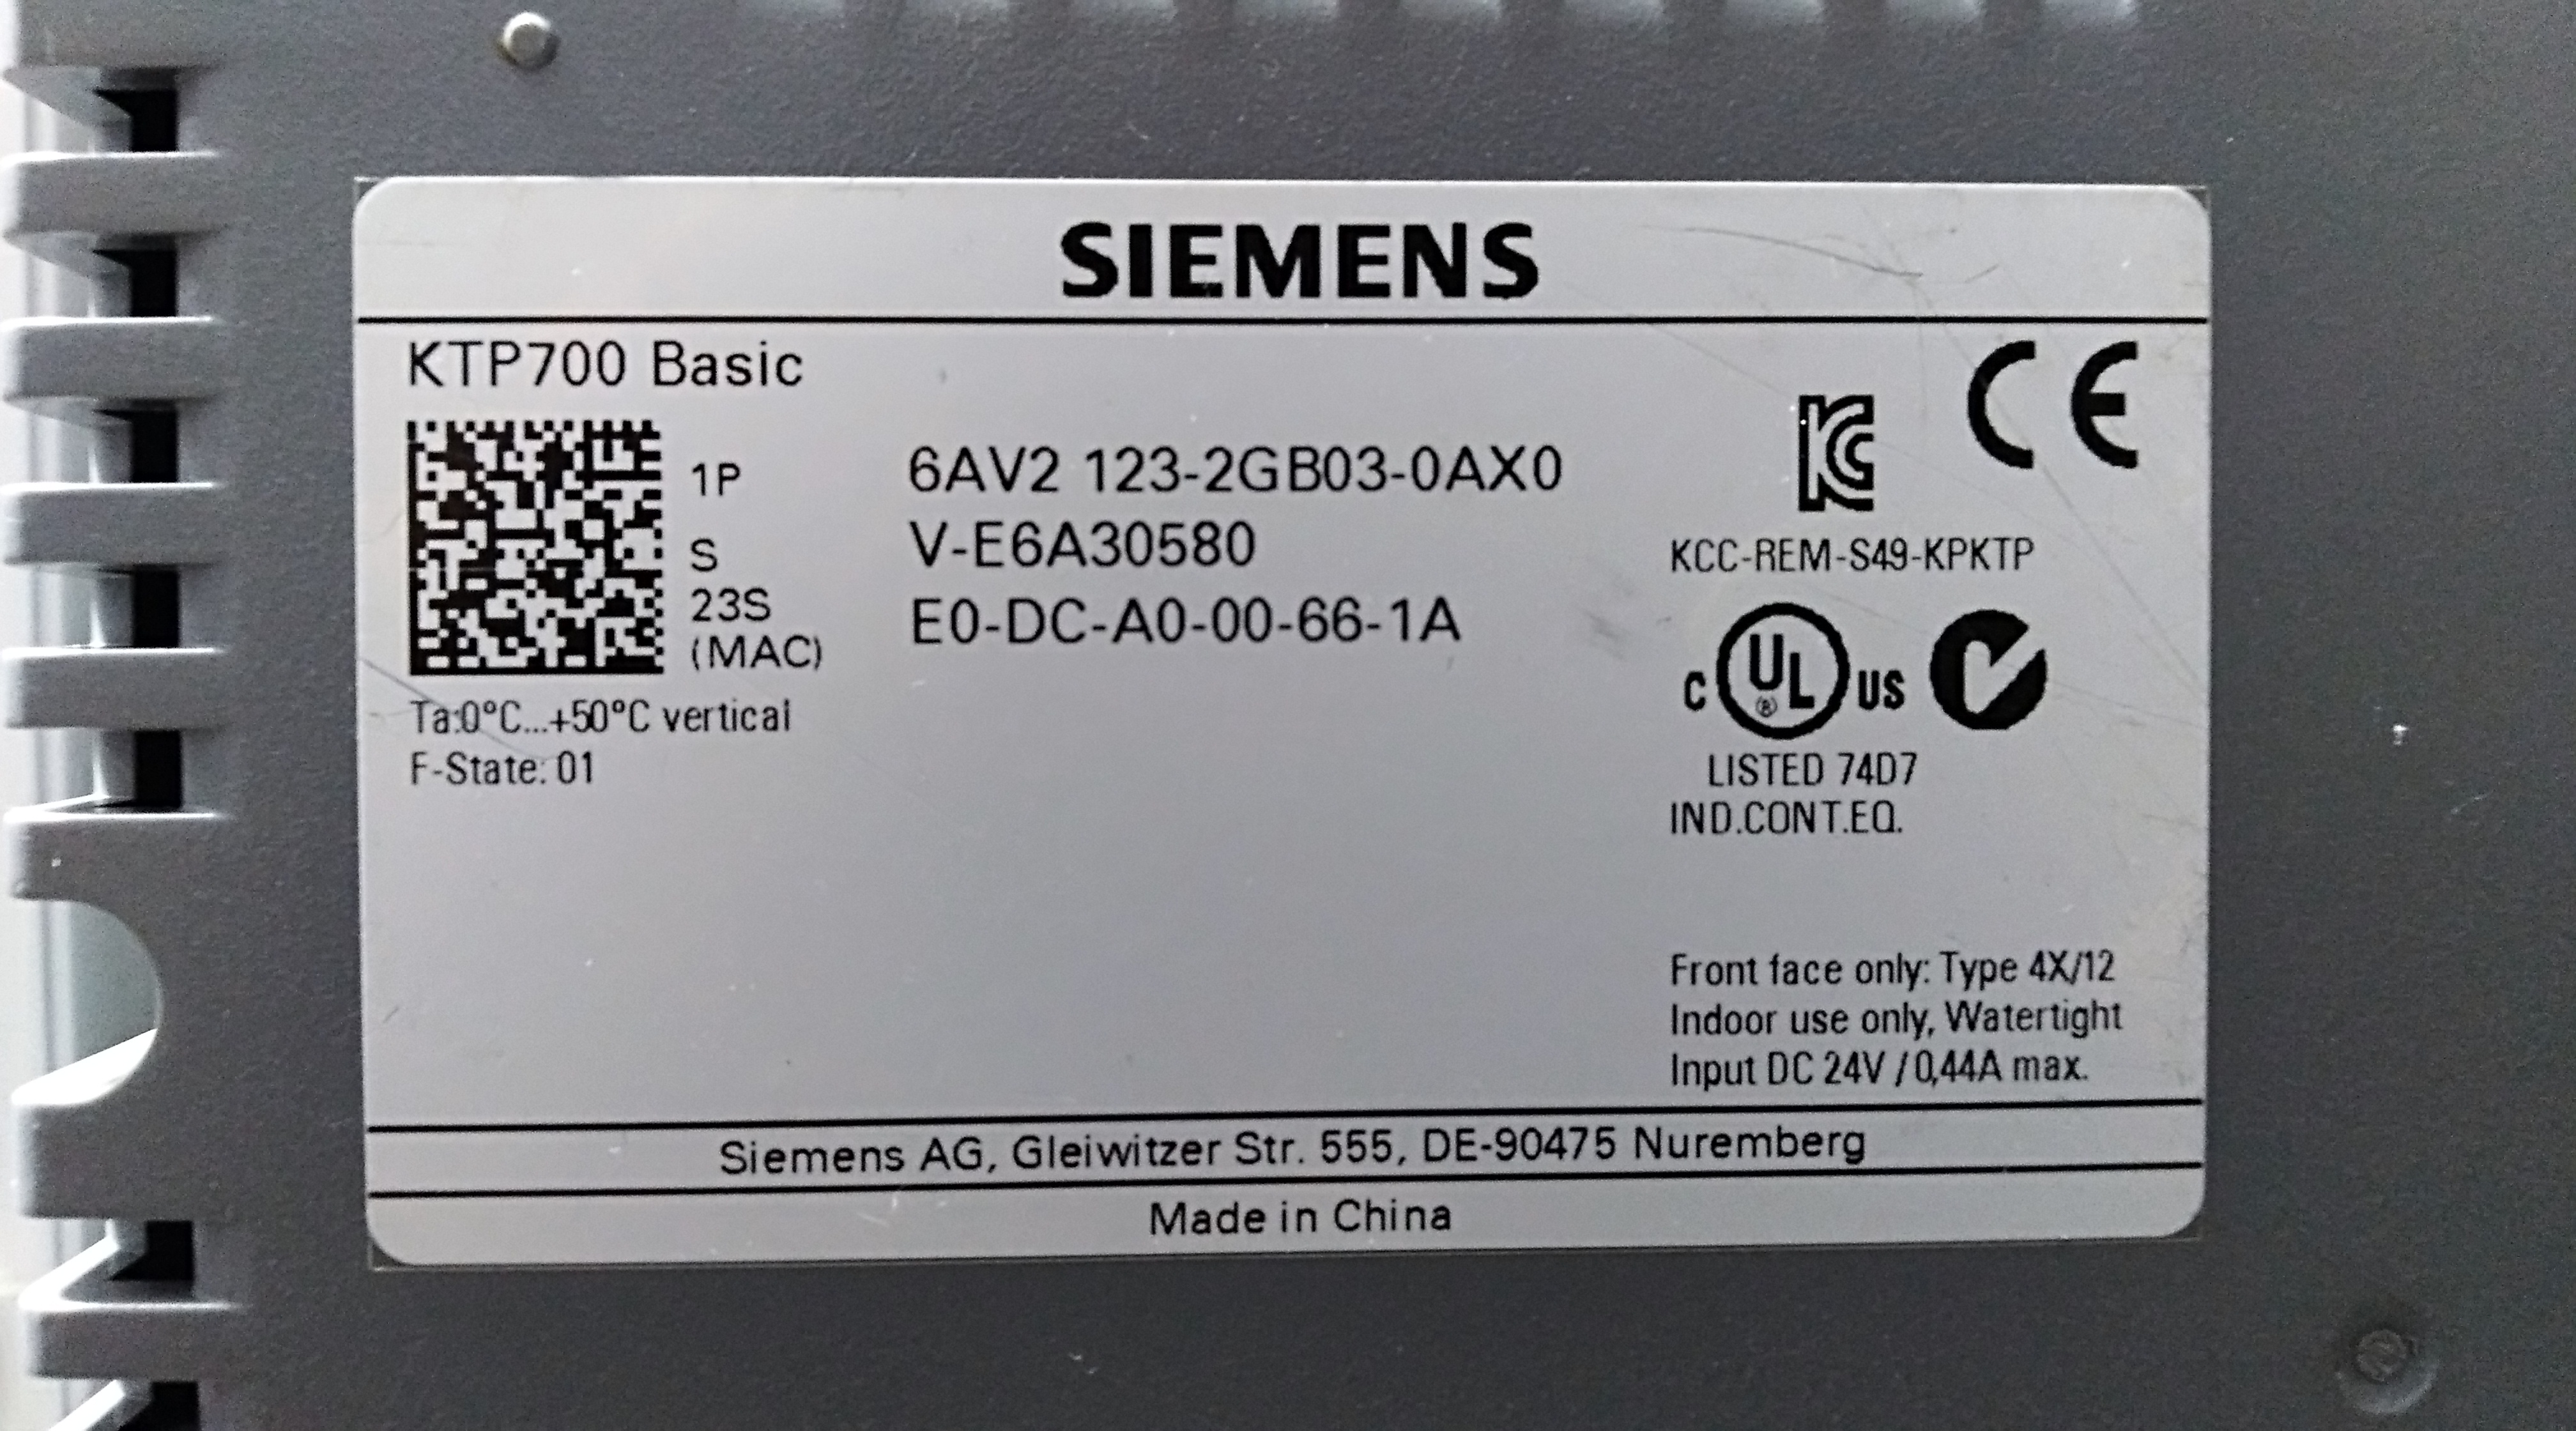 SIEMENS
KTP700 Basic
1P 6AV2 123-2GB03-0AX0
S V-E6A30580
23S E0-DC-A0-00-66-1A
(MAC)
Ta:0°C...+50°C vertical
F-State: 01
CE
KC
KCC-REM-S49-KPKTP
C UL ® US
LISTED 74D7
IND.CONT.EQ.
Front face only: Type 4X/12
Indoor use only, Watertight
Input DC 24V / 0,44A max.
Siemens AG, Gleiwitzer Str. 555, DE-90475 Nuremberg
Made in China